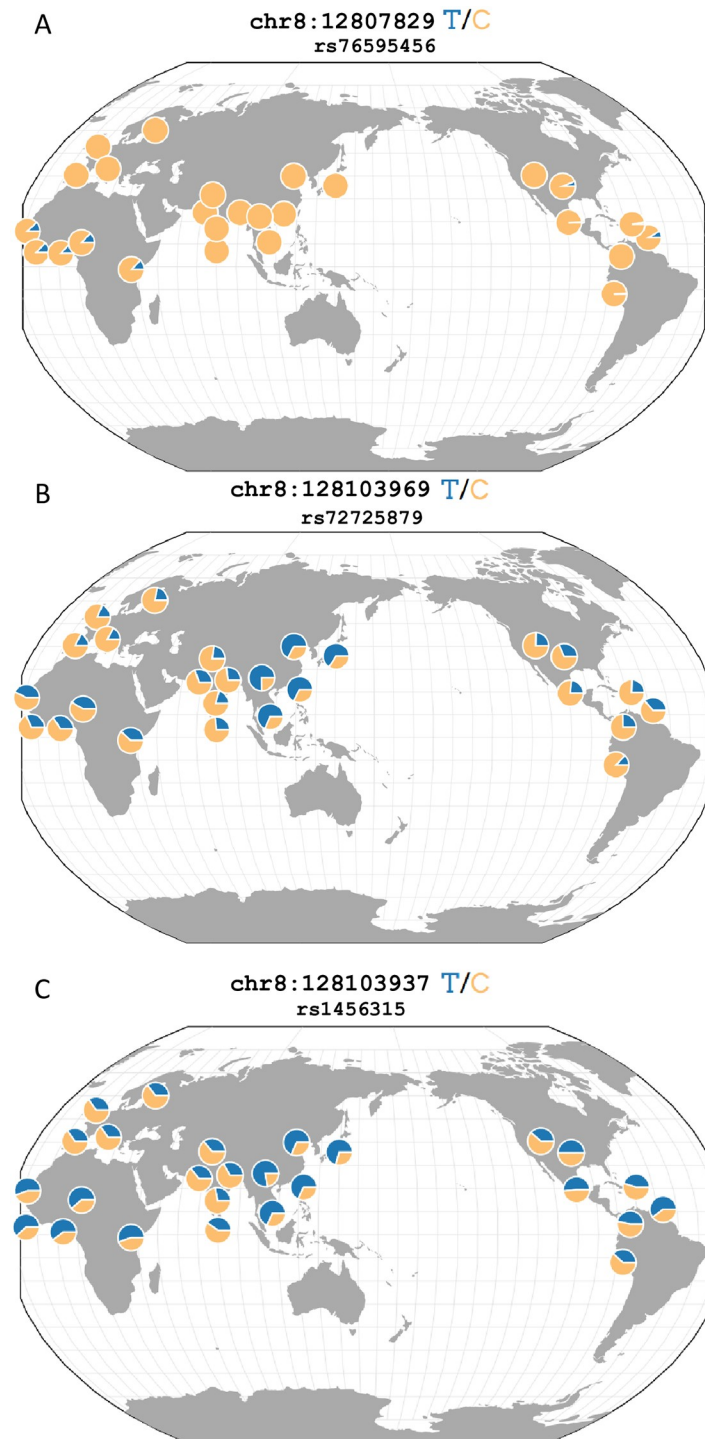 A
chr8:12807829 T/C
rs76595456
B
chr8:128103969 T/C
rs72725879
C
chr8:128103937 T/C
rs1456315